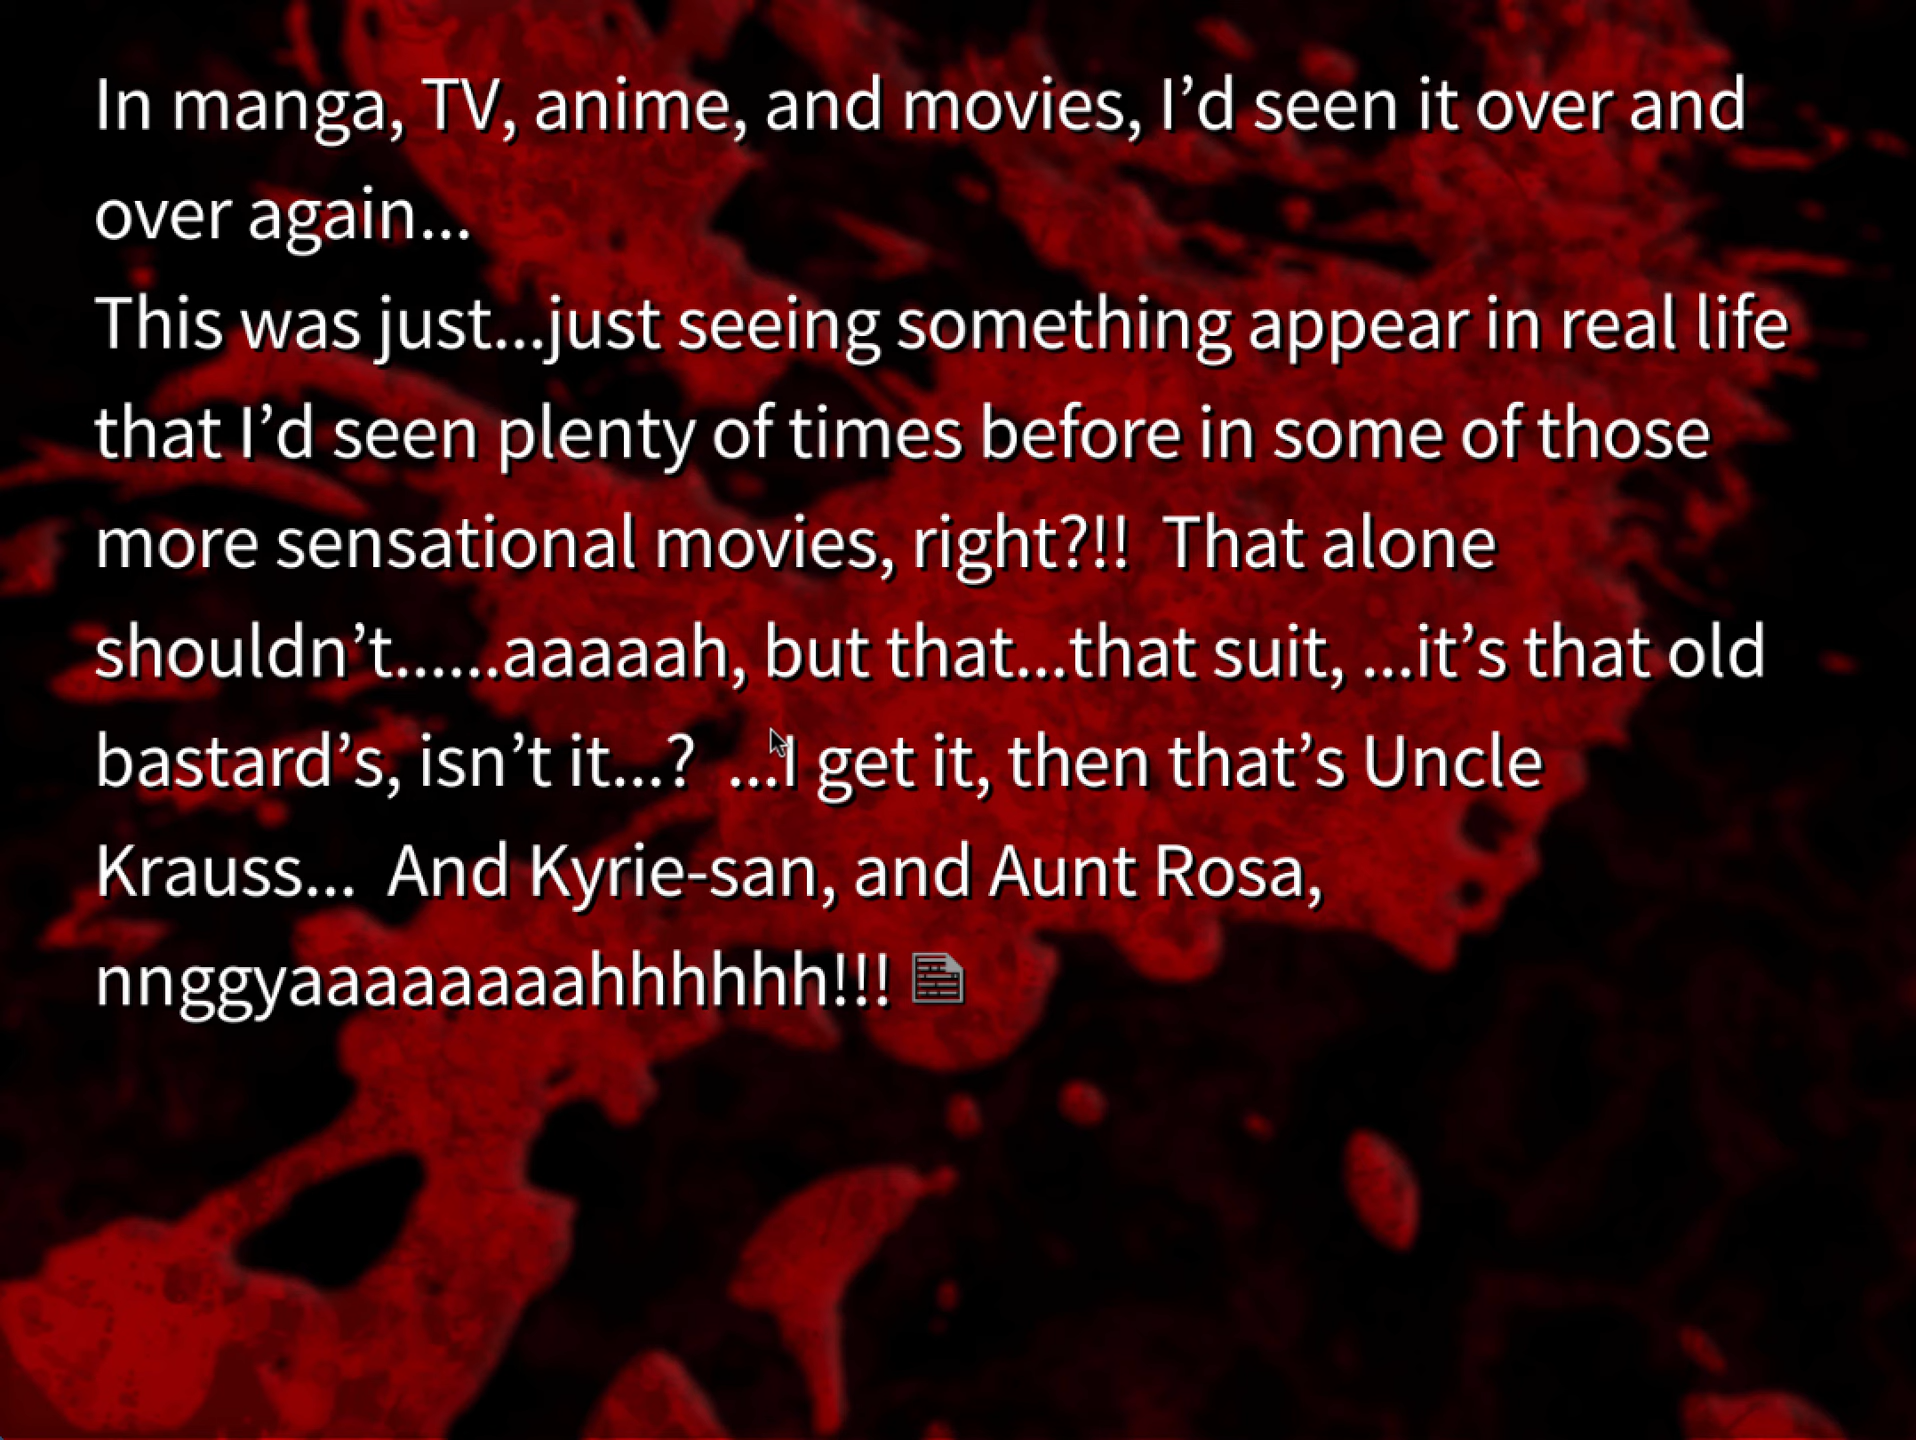 In manga, TV, anime, and movies, I’d seen it over and
over again...
This was just...just seeing something appear in real life
that I’d seen plenty of times before in some of those
more sensational movies, right?!!  That alone
shouldn’t......aaaaah, but that...that suit, ...it’s that old
bastard’s, isn’t it...?  ...I get it, then that’s Uncle
Krauss...  And Kyrie-san, and Aunt Rosa,
nnggyaaaaaaaahhhhhh!!!